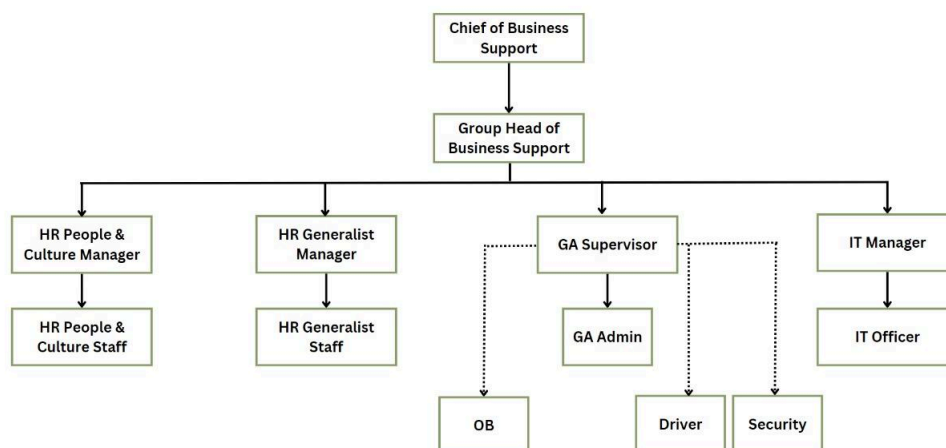 Chief of Business
Support
Group Head of
Business Support
HR People &
Culture Manager
HR Generalist
Manager
GA Supervisor
IT Manager
HR People &
Culture Staff
HR Generalist
Staff
GA Admin
IT Officer
OB
Driver
Security